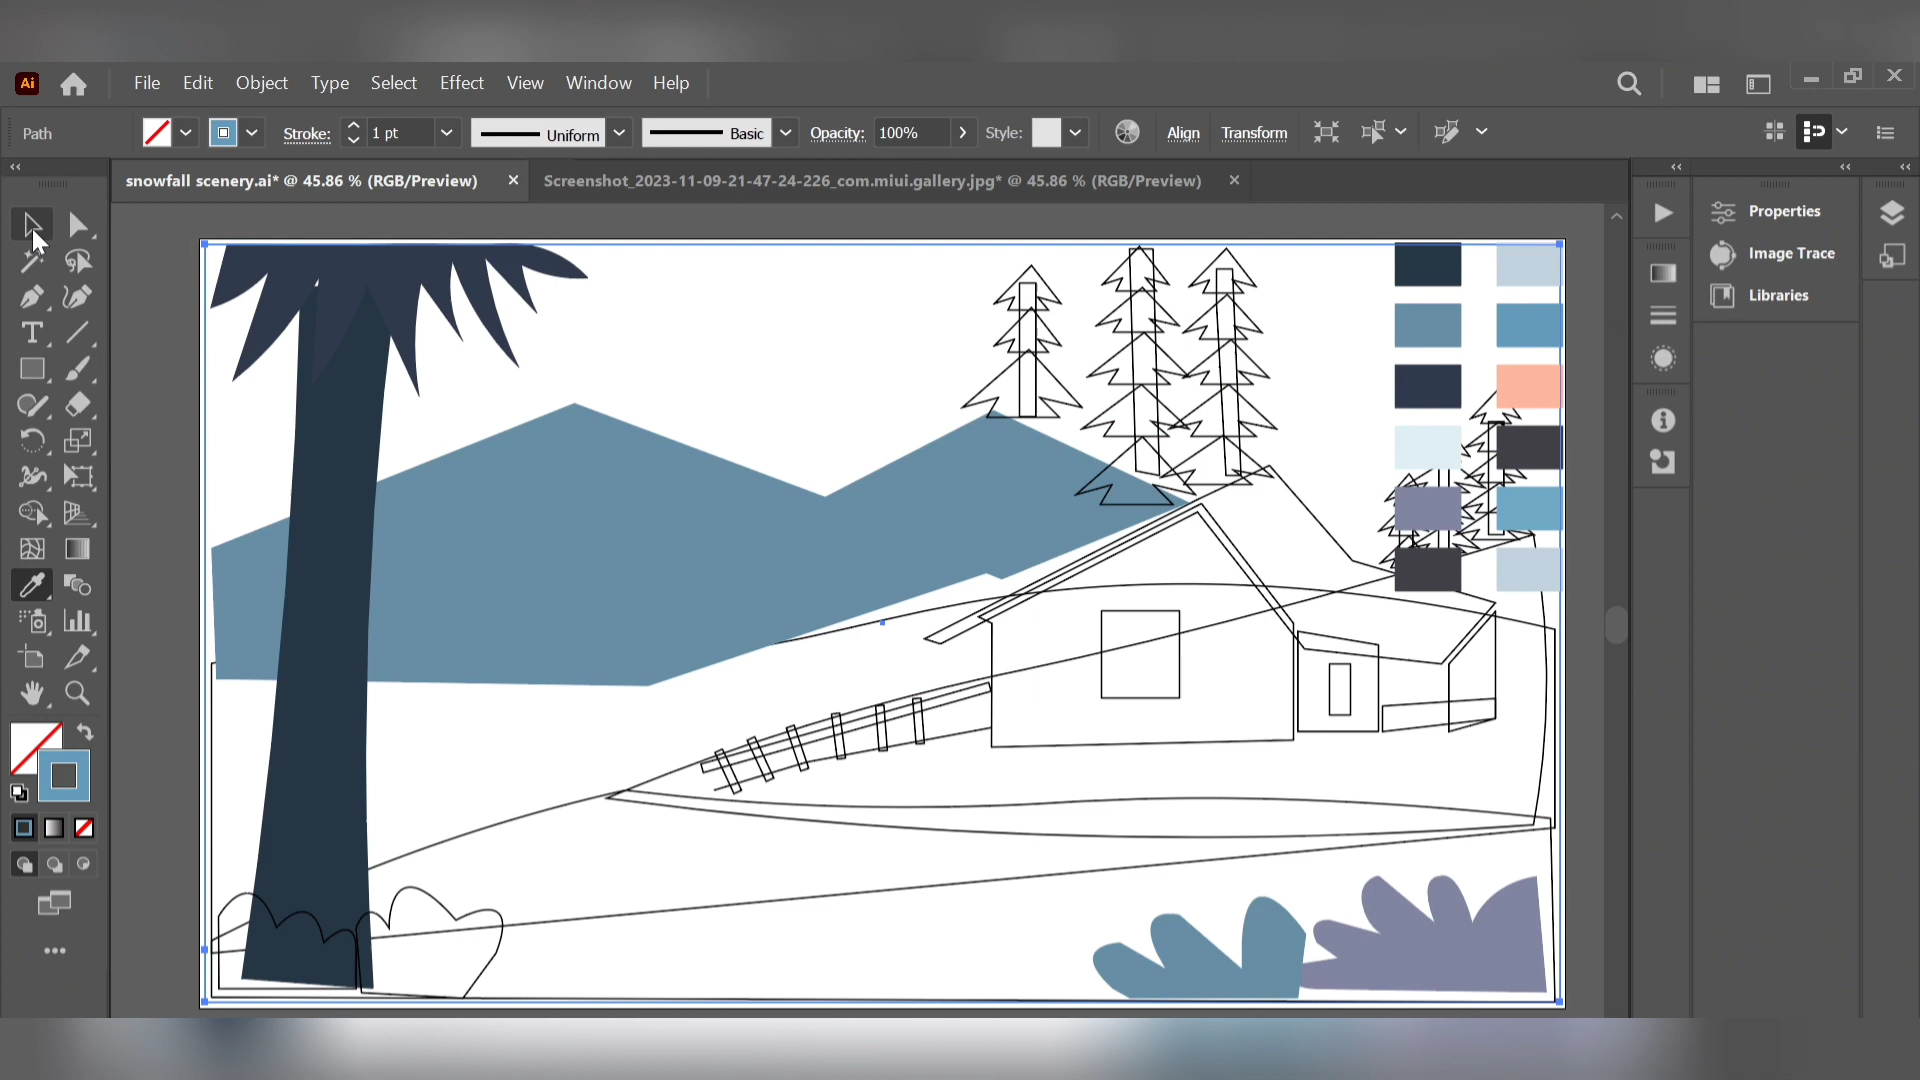 Ai File Edit Object Type Select Effect View Window Help
Path Stroke: 1 pt Uniform Basic Opacity: 100% Style: Align Transform
snowfall scenery.ai* @ 45.86 % (RGB/Preview) Screenshot_2023-11-09-21-47-24-226_com.miui.gallery.jpg* @ 45.86 % (RGB/Preview)
Properties
Image Trace
Libraries